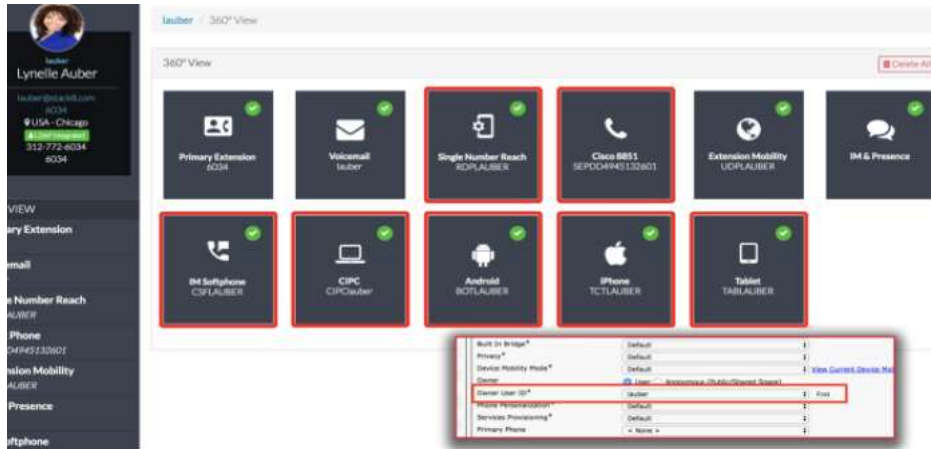 lauber
Lynelle Auber
lauber@stack8.com
6034
USA - Chicago
LDAP Integrated
312-772-6034
6034
VIEW
ary Extension
email
e Number Reach
AUBER
Phone
D4945132601
nsion Mobility
AUBER
Presence
oftphone
lauber / 360° View
360° View
Delete All
Primary Extension
6034
Voicemail
lauber
Single Number Reach
RDPLAUBER
Cisco 8851
SEPDD4945132601
Extension Mobility
UDPLAUBER
IM & Presence
IM Softphone
CSFLAUBER
CIPC
CIPClauber
Android
BOTLAUBER
iPhone
TCTLAUBER
Tablet
TABLAUBER
Built In Bridge* Default
Privacy* Default
Device Mobility Mode* Default View Current Device Mo
Owner User Anonymous (Public/Shared Space)
Owner User ID* lauber Find
Phone Personalization* Default
Services Provisioning* Default
Primary Phone < None >